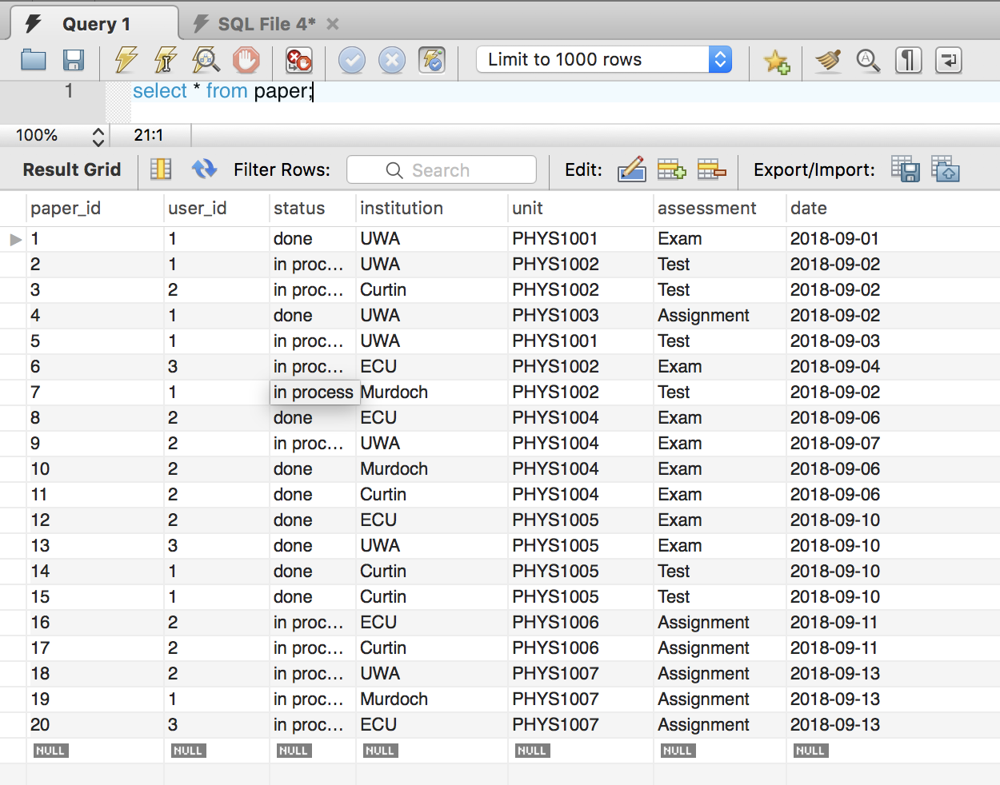 Query 1 SQL File 4*
Limit to 1000 rows
1 select * from paper;
100% 21:1
Result Grid Filter Rows: Search Edit: Export/Import:
paper_id user_id status institution unit assessment date
1 1 done UWA PHYS1001 Exam 2018-09-01
2 1 in proc... UWA PHYS1002 Test 2018-09-02
3 2 in proc... Curtin PHYS1002 Test 2018-09-02
4 1 done UWA PHYS1003 Assignment 2018-09-02
5 1 in proc... UWA PHYS1001 Test 2018-09-03
6 3 in proc... ECU PHYS1002 Exam 2018-09-04
7 1 in process Murdoch PHYS1002 Test 2018-09-02
8 2 done ECU PHYS1004 Exam 2018-09-06
9 2 in proc... UWA PHYS1004 Exam 2018-09-07
10 2 done Murdoch PHYS1004 Exam 2018-09-06
11 2 done Curtin PHYS1004 Exam 2018-09-06
12 2 done ECU PHYS1005 Exam 2018-09-10
13 3 done UWA PHYS1005 Exam 2018-09-10
14 1 done Curtin PHYS1005 Test 2018-09-10
15 1 done Curtin PHYS1005 Test 2018-09-10
16 2 in proc... ECU PHYS1006 Assignment 2018-09-11
17 2 in proc... Curtin PHYS1006 Assignment 2018-09-11
18 2 in proc... UWA PHYS1007 Assignment 2018-09-13
19 1 in proc... Murdoch PHYS1007 Assignment 2018-09-13
20 3 in proc... ECU PHYS1007 Assignment 2018-09-13
NULL NULL NULL NULL NULL NULL NULL